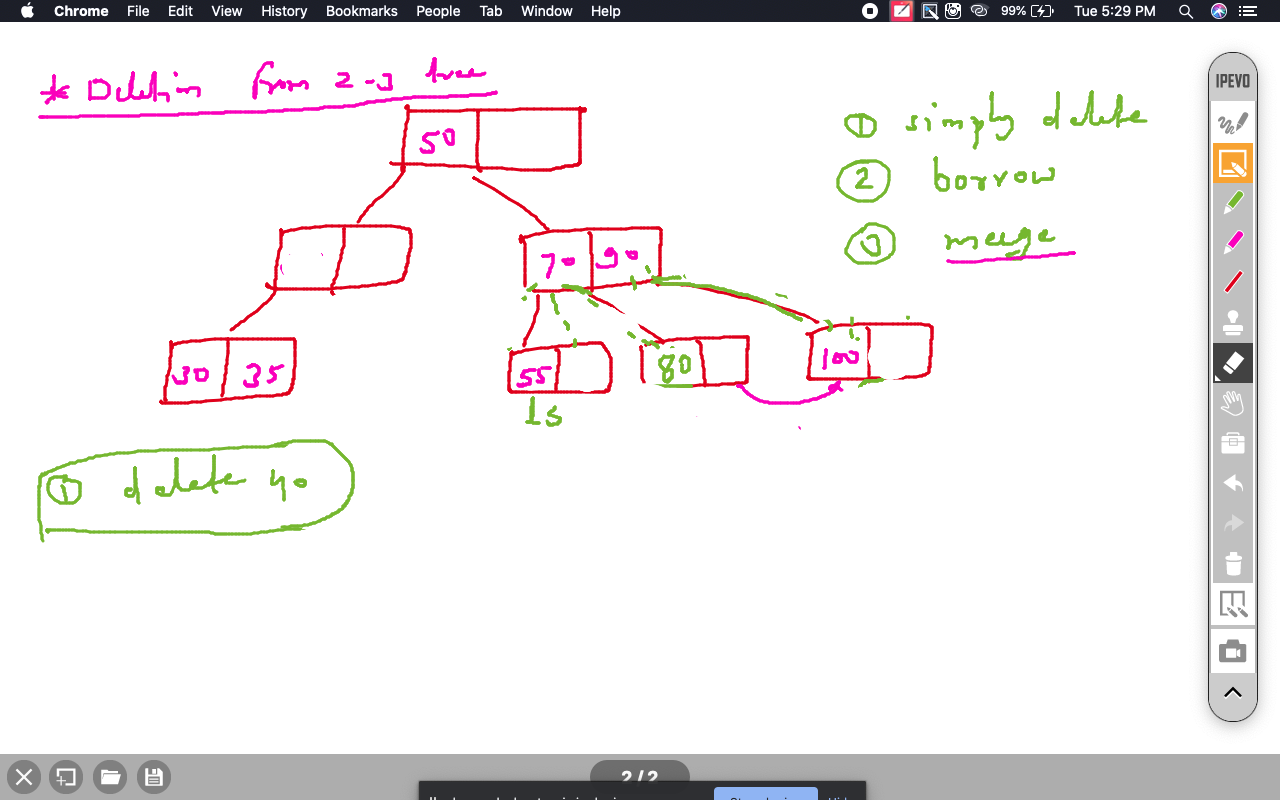 Chrome File Edit View History Bookmarks People Tab Window Help 99% Tue 5:29 PM
* Deletion from 2-3 tree
IPEVO
50
① simply delete
② borrow
③ merge
70 90
30 35
55
80
100
LS
① delete 40
2/2